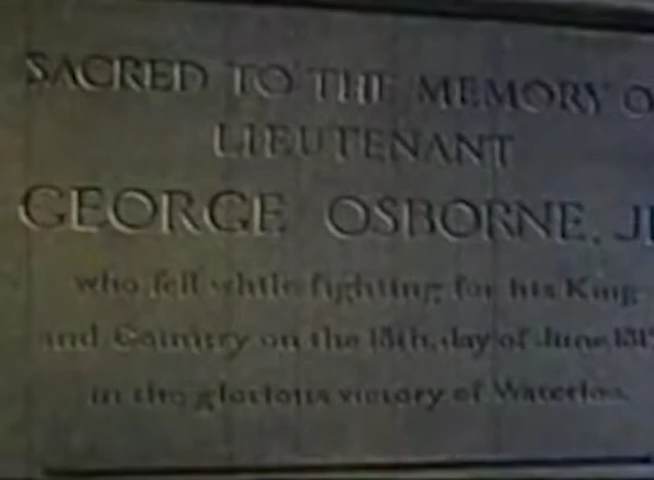 SACRED TO THE MEMORY O
LIEUTENANT
GEORGE OSBORNE, J
who fell while fighting for his King
and Country on the 18th day of June 181
in the glorious victory of Waterloo.